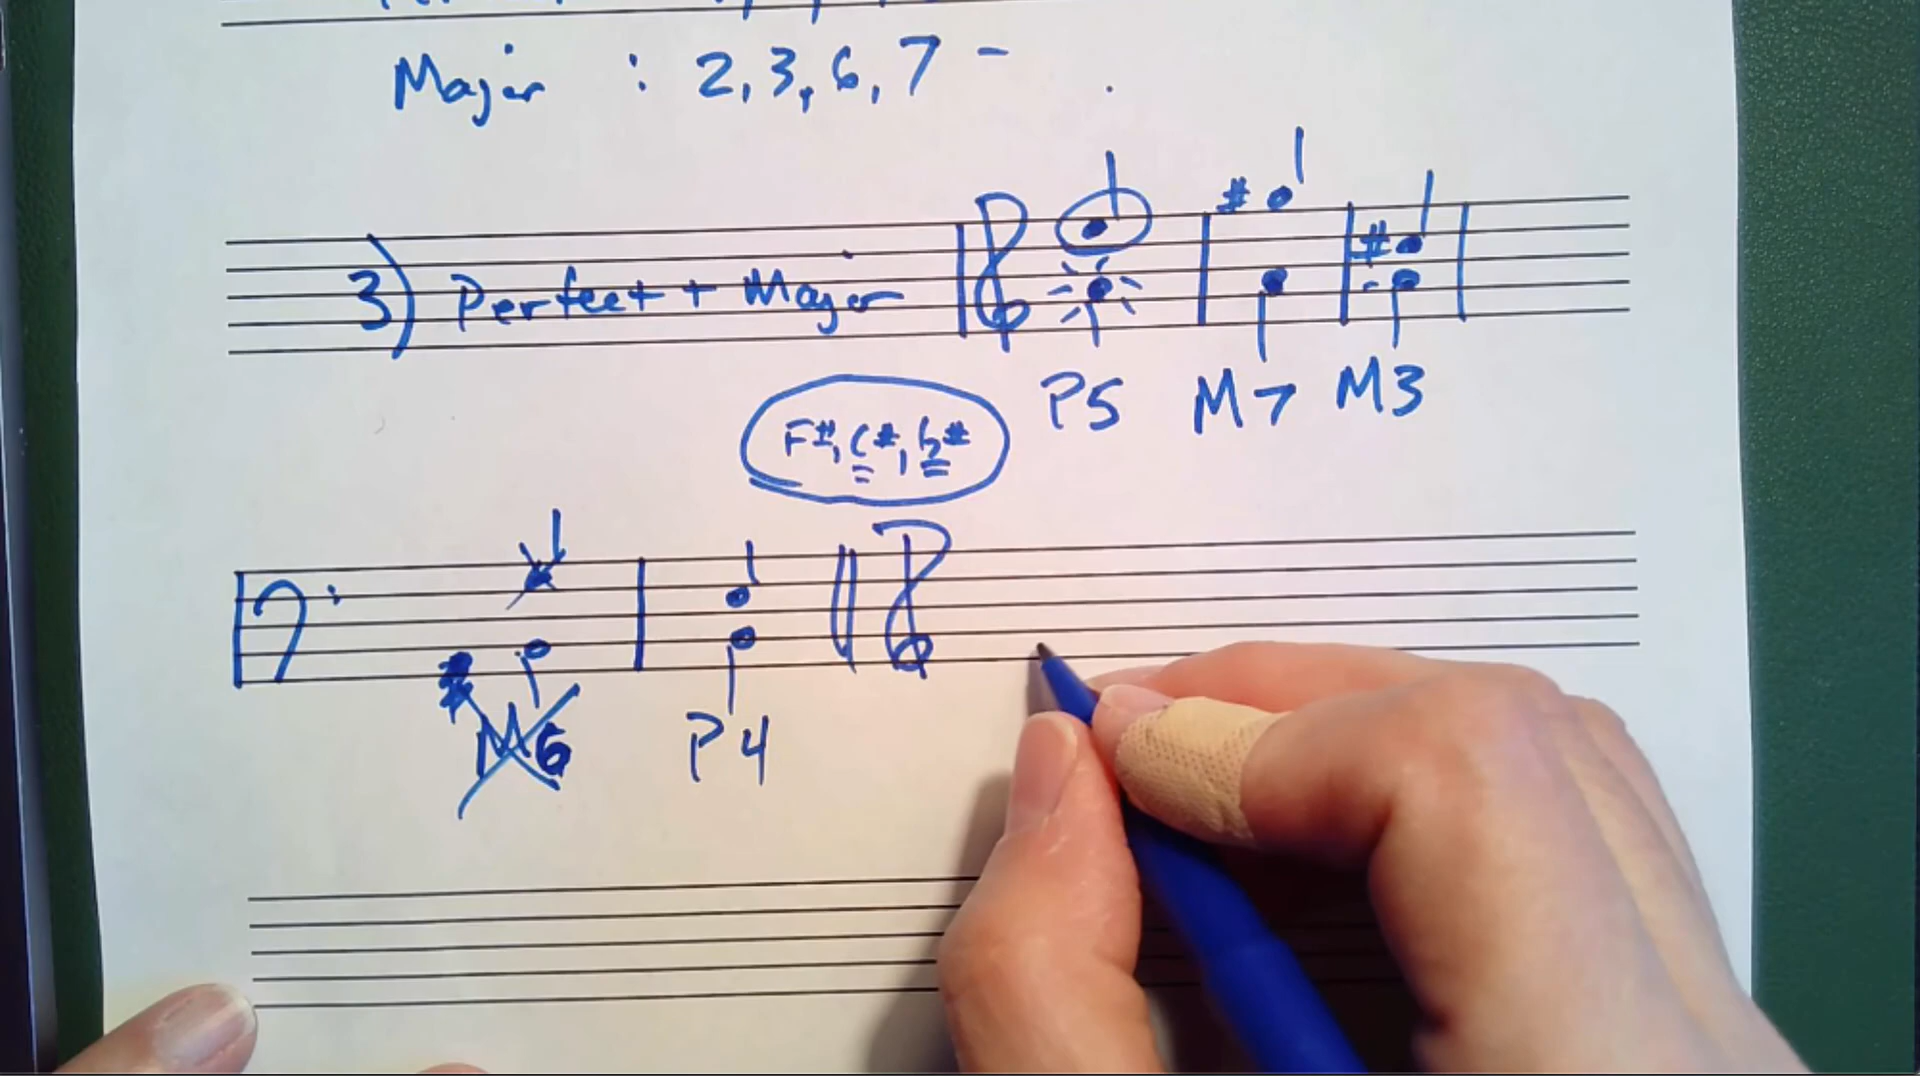 Major : 2, 3, 6, 7 -
3) Perfect + Major
P5 M7 M3
F#, C#, G#
M6 P4